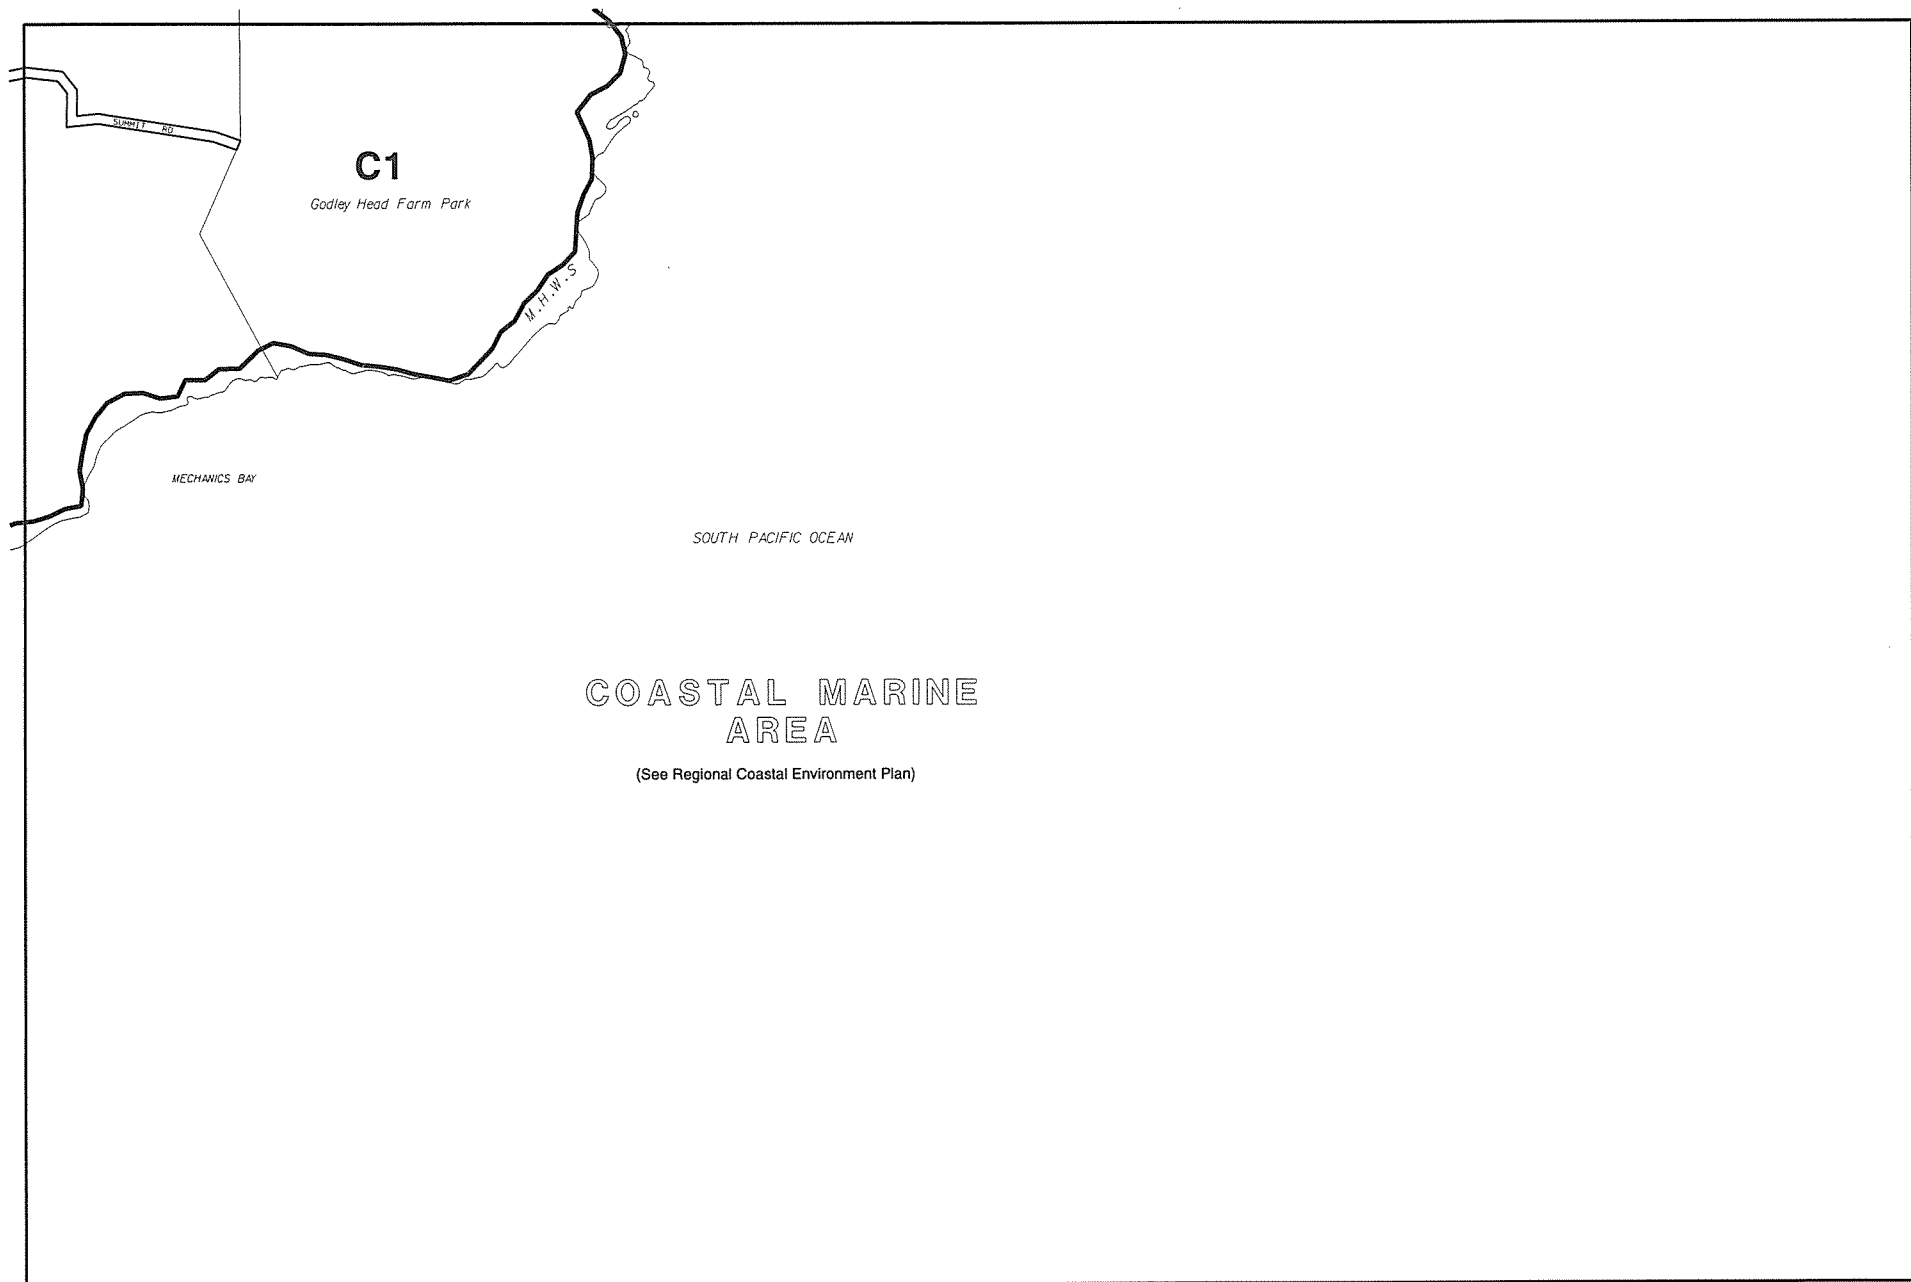 SUMMIT RD
C1
Godley Head Farm Park
M.H.W.S
MECHANICS BAY
SOUTH PACIFIC OCEAN
COASTAL MARINE
AREA
(See Regional Coastal Environment Plan)